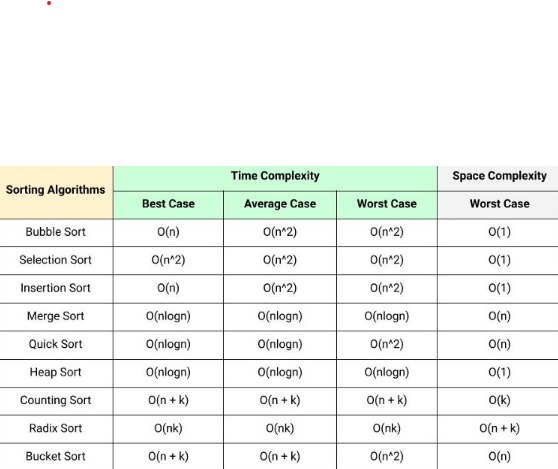 Sorting Algorithms Time Complexity Space Complexity
Best Case Average Case Worst Case Worst Case
Bubble Sort O(n) O(n^2) O(n^2) O(1)
Selection Sort O(n^2) O(n^2) O(n^2) O(1)
Insertion Sort O(n) O(n^2) O(n^2) O(1)
Merge Sort O(nlogn) O(nlogn) O(nlogn) O(n)
Quick Sort O(nlogn) O(nlogn) O(n^2) O(n)
Heap Sort O(nlogn) O(nlogn) O(nlogn) O(1)
Counting Sort O(n + k) O(n + k) O(n + k) O(k)
Radix Sort O(nk) O(nk) O(nk) O(n + k)
Bucket Sort O(n + k) O(n + k) O(n^2) O(n)